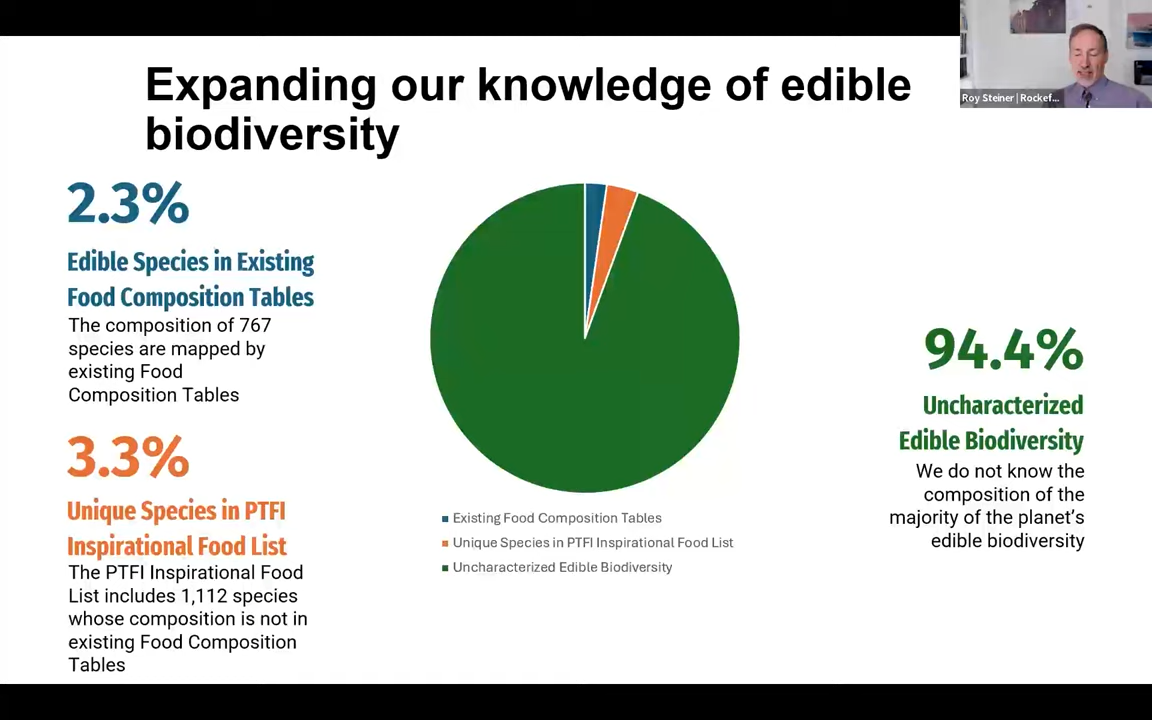 Expanding our knowledge of edible
biodiversity
Roy Steiner | Rockef...
2.3%
Edible Species in Existing
Food Composition Tables
The composition of 767
species are mapped by
existing Food
Composition Tables
3.3%
Unique Species in PTFI
Inspirational Food List
The PTFI Inspirational Food
List includes 1,112 species
whose composition is not in
existing Food Composition
Tables
Existing Food Composition Tables
Unique Species in PTFI Inspirational Food List
Uncharacterized Edible Biodiversity
94.4%
Uncharacterized
Edible Biodiversity
We do not know the
composition of the
majority of the planet's
edible biodiversity